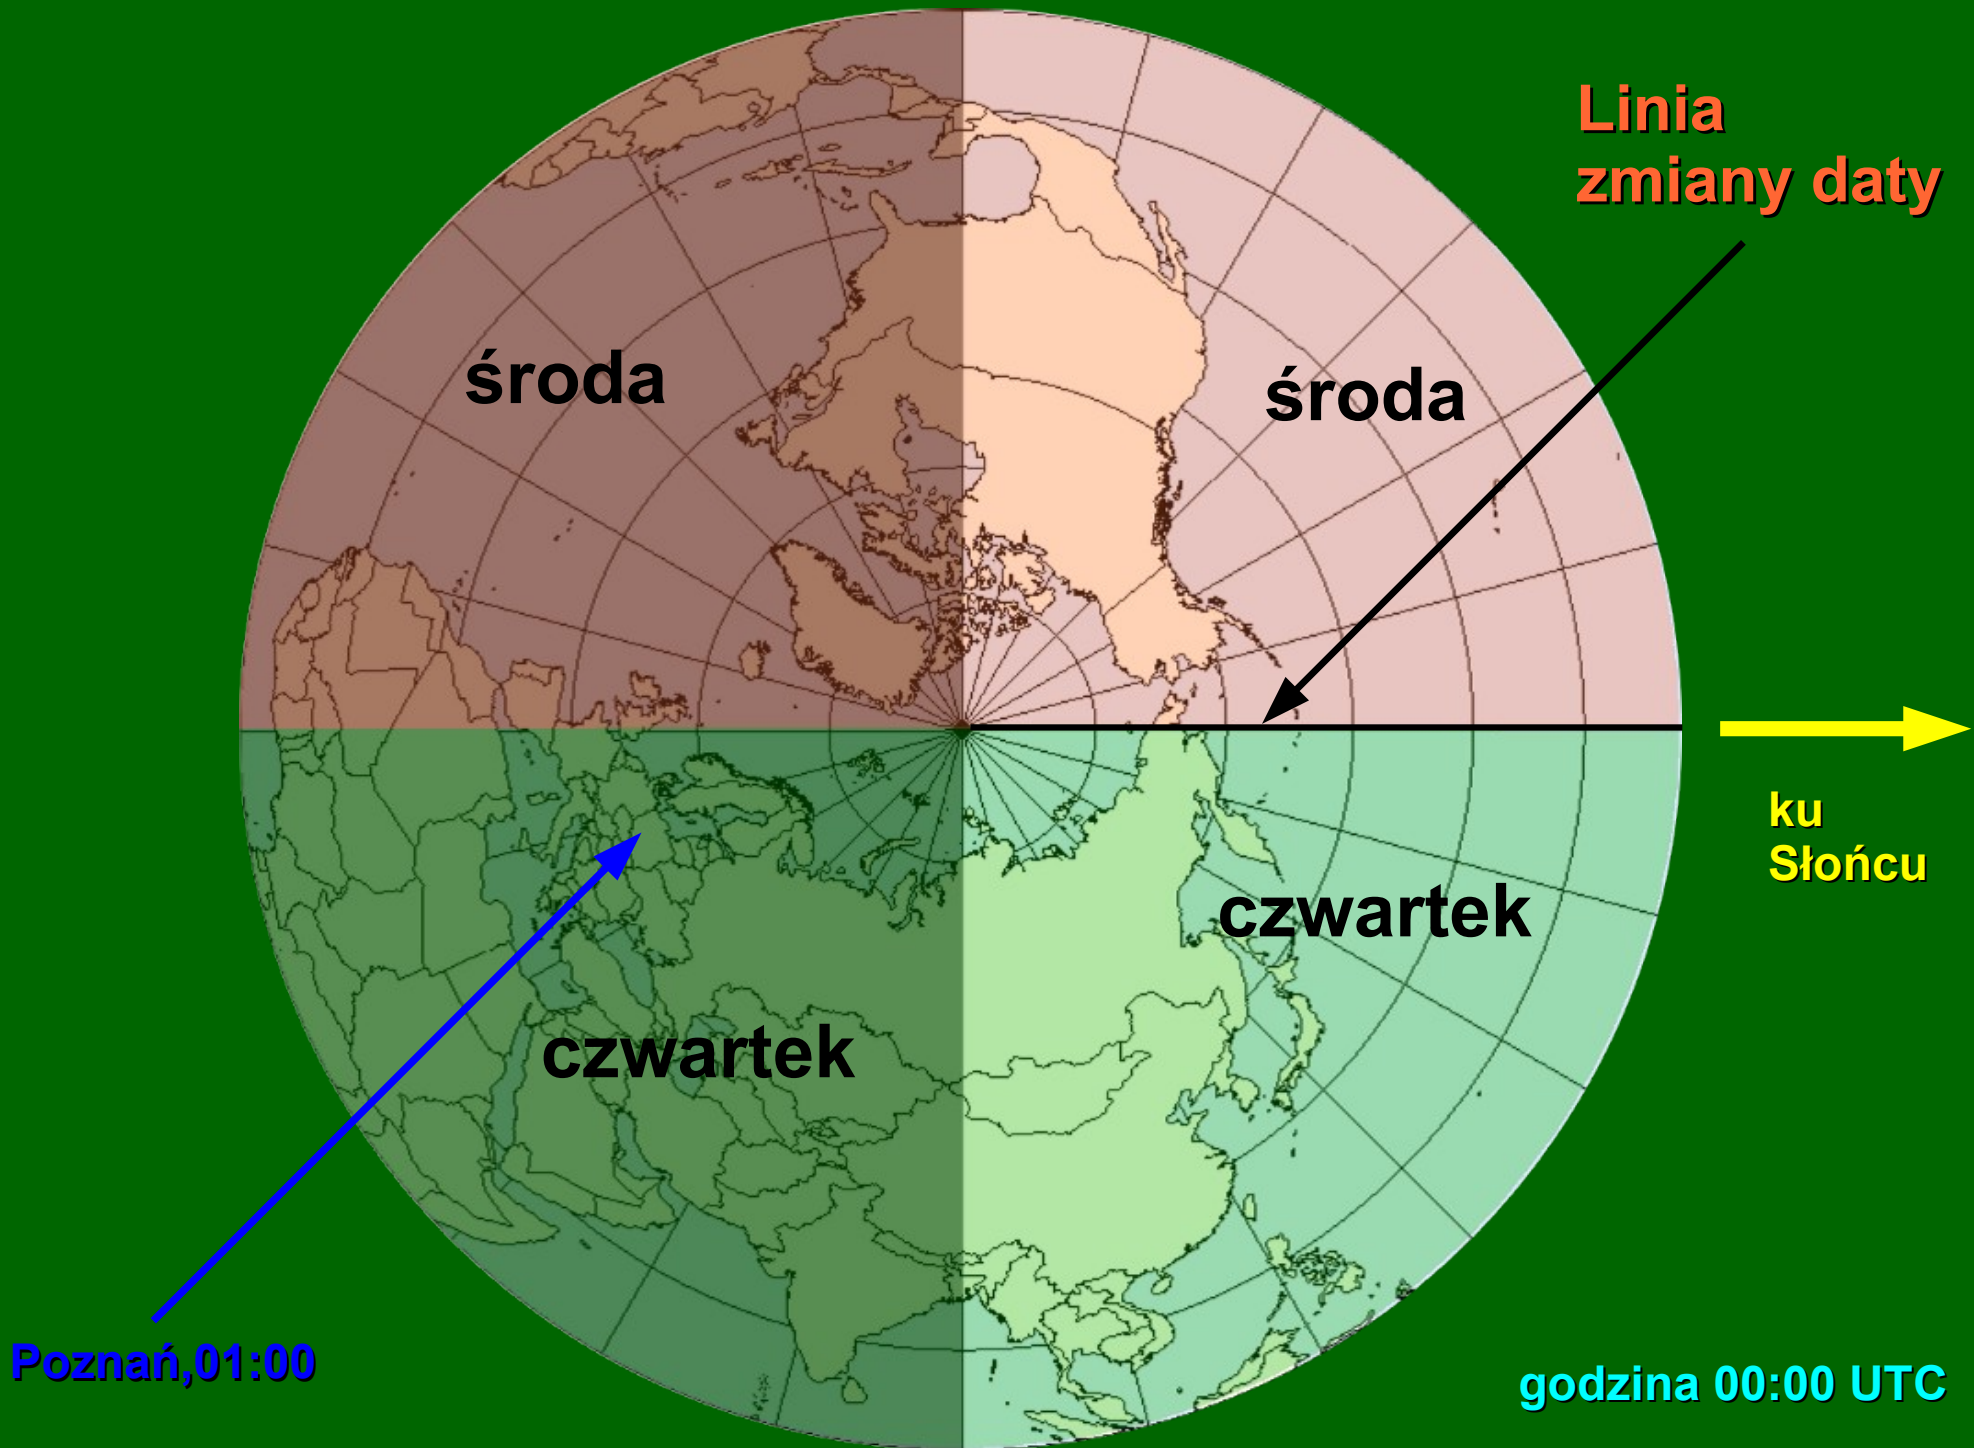 Linia
zmiany daty
środa
środa
ku
Słońcu
czwartek
czwartek
Poznań,01:00
godzina 00:00 UTC